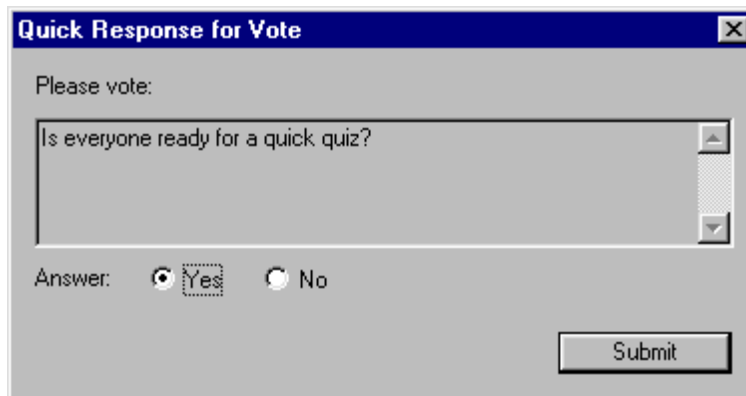 Quick Response for Vote
Please vote:
Is everyone ready for a quick quiz?
Answer: Yes No
Submit